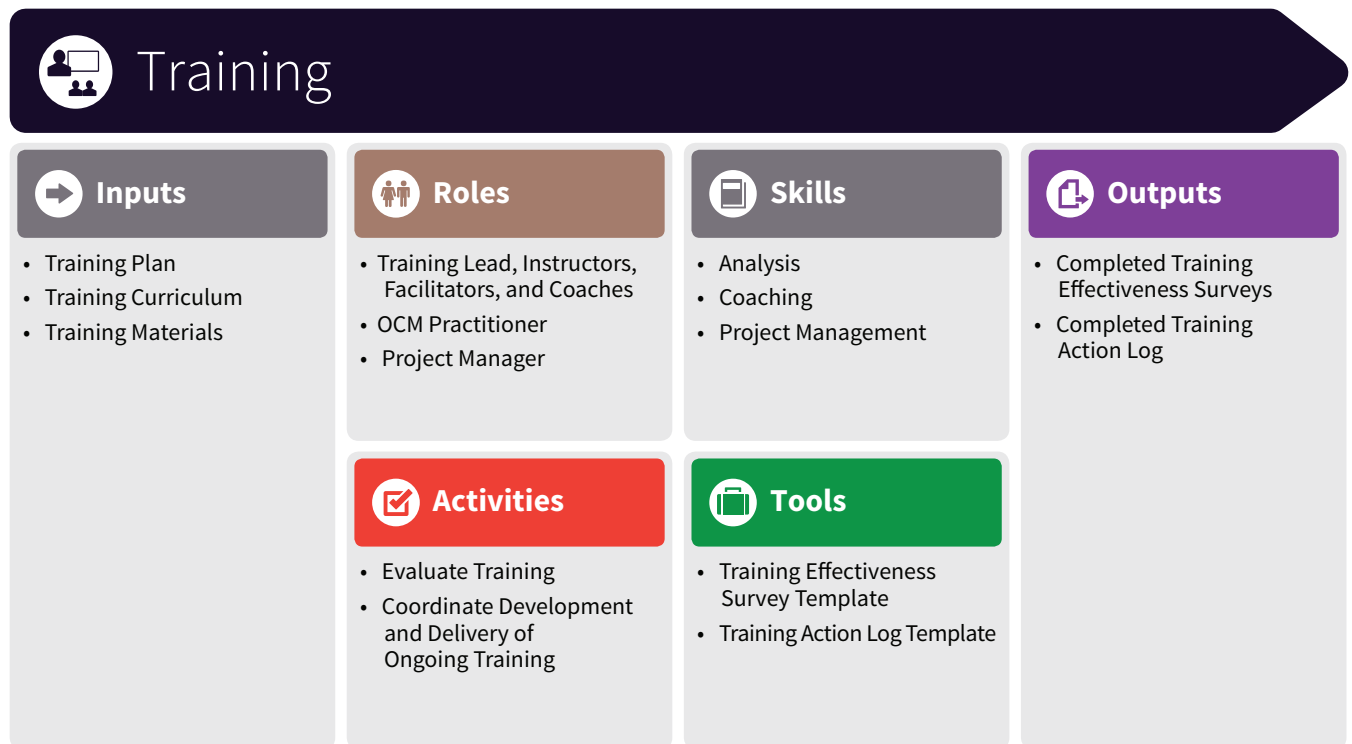 Training
Inputs
• Training Plan
• Training Curriculum
• Training Materials
Roles
• Training Lead, Instructors,
Facilitators, and Coaches
• OCM Practitioner
• Project Manager
Skills
• Analysis
• Coaching
• Project Management
Outputs
• Completed Training
Effectiveness Surveys
• Completed Training
Action Log
Activities
• Evaluate Training
• Coordinate Development
and Delivery of
Ongoing Training
Tools
• Training Effectiveness
Survey Template
• Training Action Log Template